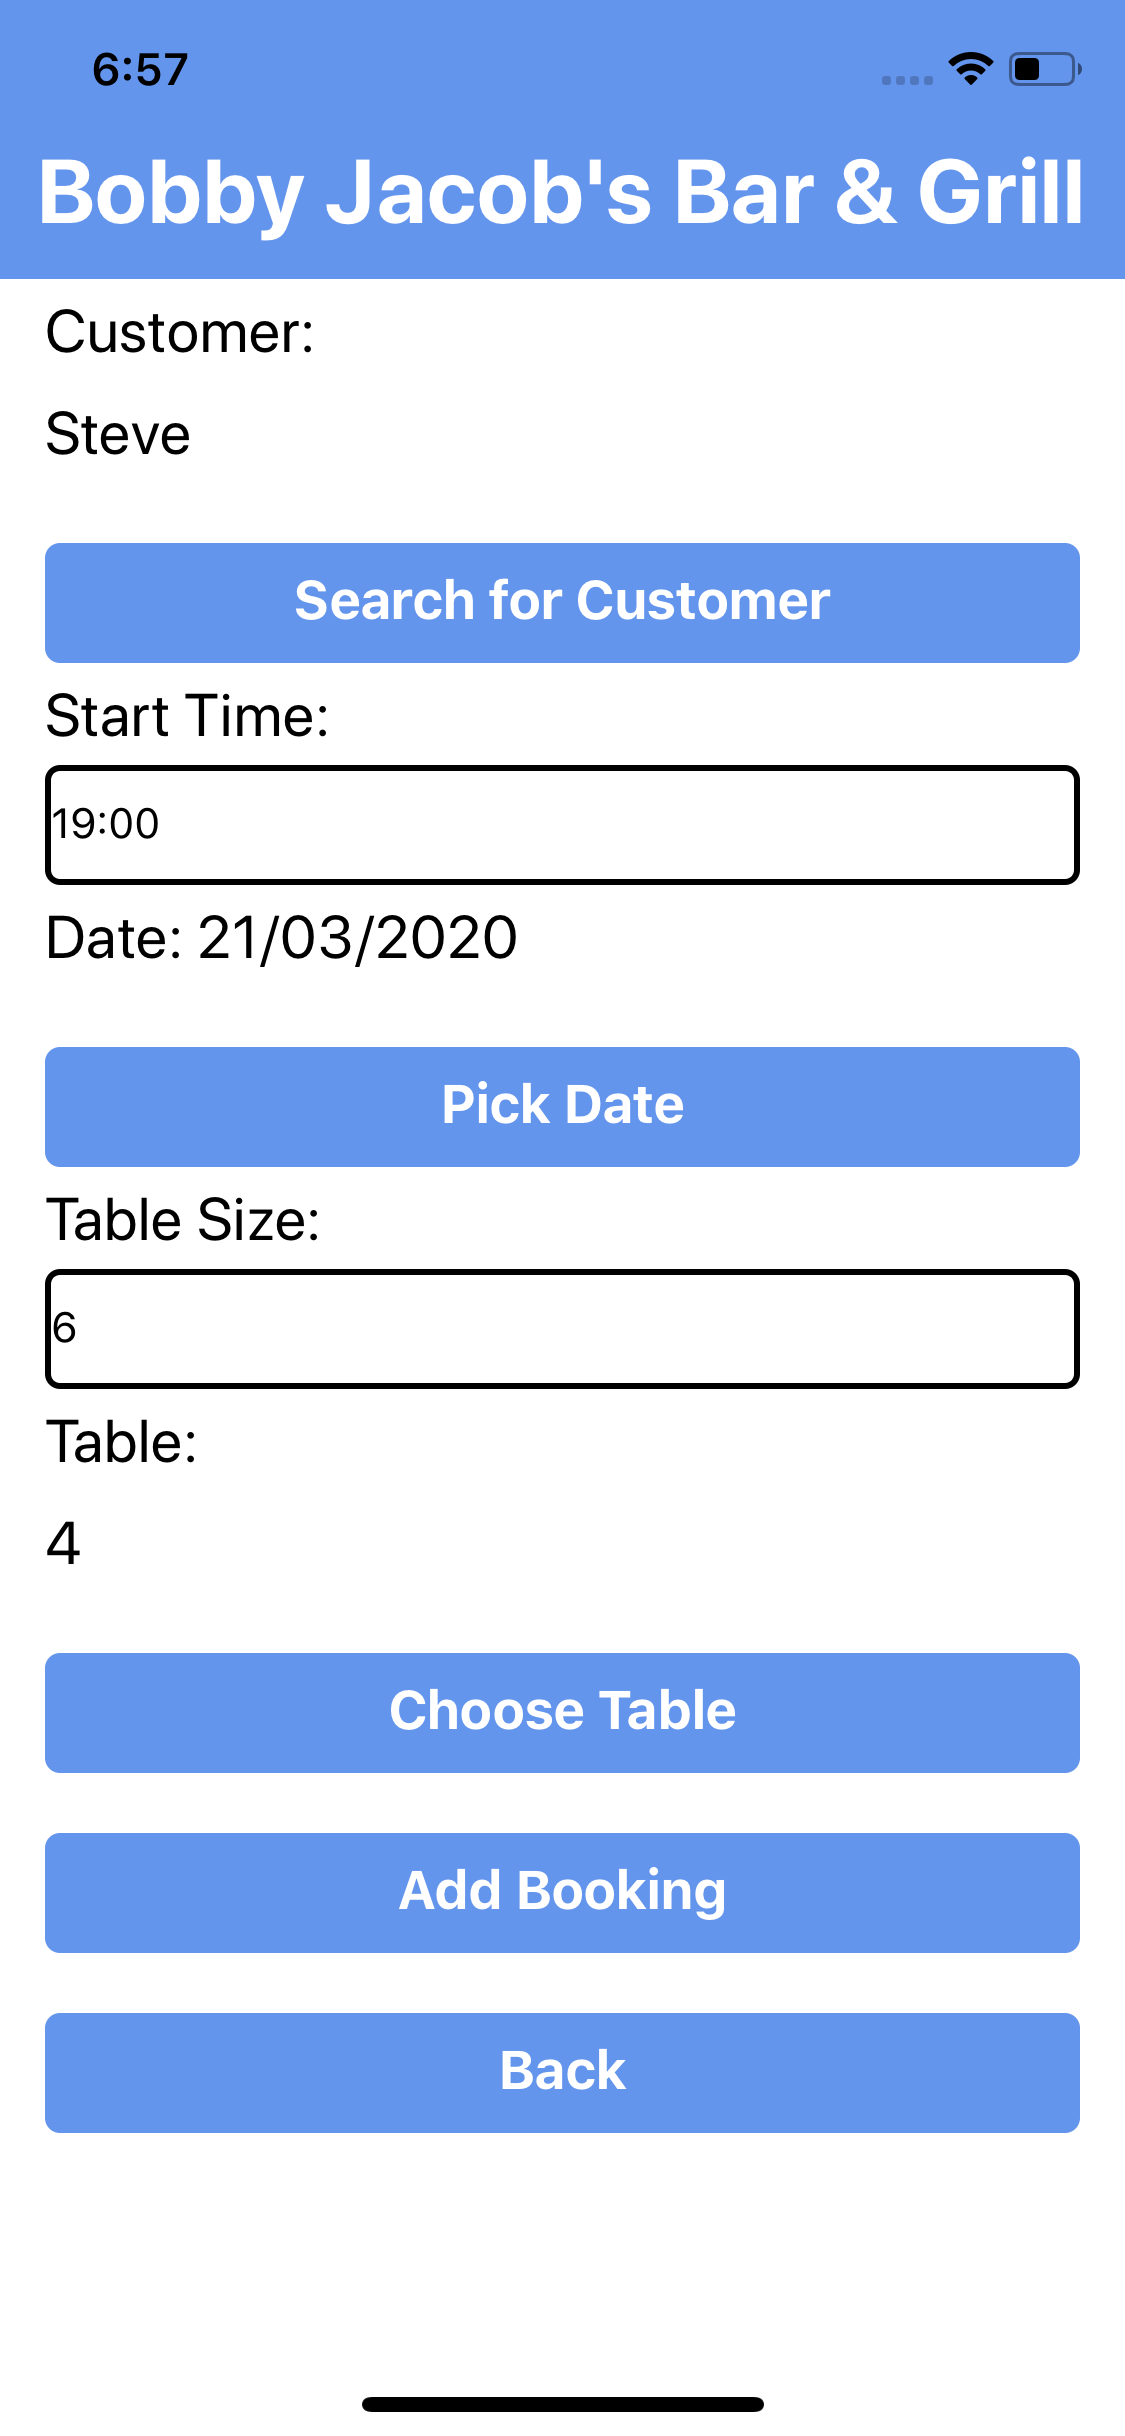 6:57
Bobby Jacob's Bar & Grill
Customer:
Steve
Search for Customer
Start Time:
19:00
Date: 21/03/2020
Pick Date
Table Size:
6
Table:
4
Choose Table
Add Booking
Back